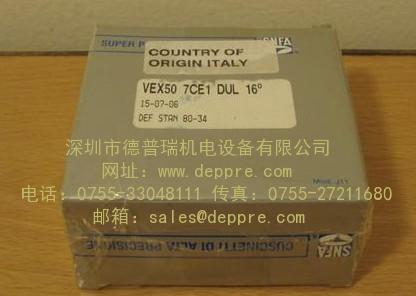 SUPER P
SNFA
COUNTRY OF
ORIGIN ITALY
VEX50 7CE1 DUL 16°
15-07-06
DEF STAN 80-34
深圳市德普瑞机电设备有限公司
网址：www.deppre.com
电话：0755-33048111 传真：0755-27211680
邮箱：sales@deppre.com
Mod. J11
CUSCINETTI DI ALTA PRECISIONE
SNFA